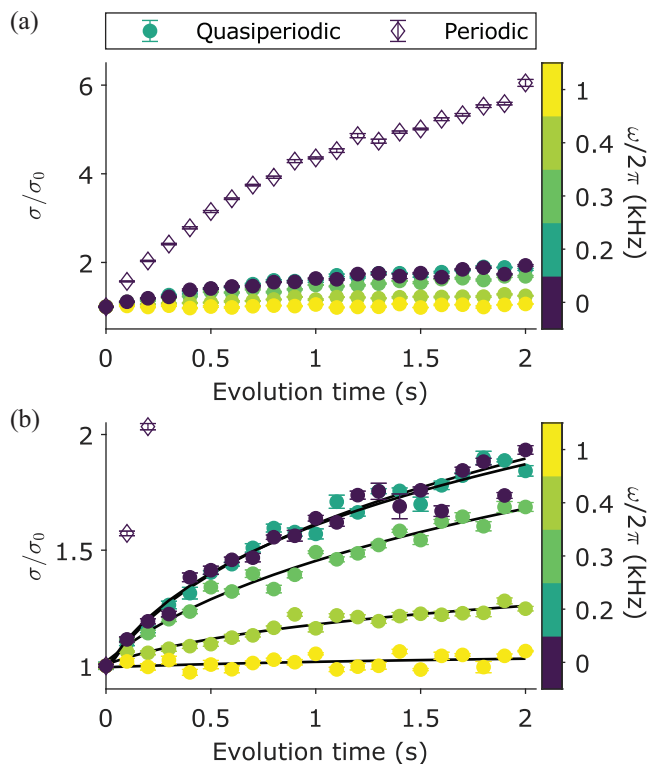 (a)
Quasiperiodic
Periodic
6
4
2
σ/σ₀
0
0.5
1
1.5
2
Evolution time (s)
1
0.4
0.3
0.2
0
ω/2π (kHz)
(b)
2
1.5
1
σ/σ₀
0
0.5
1
1.5
2
Evolution time (s)
1
0.4
0.3
0.2
0
ω/2π (kHz)